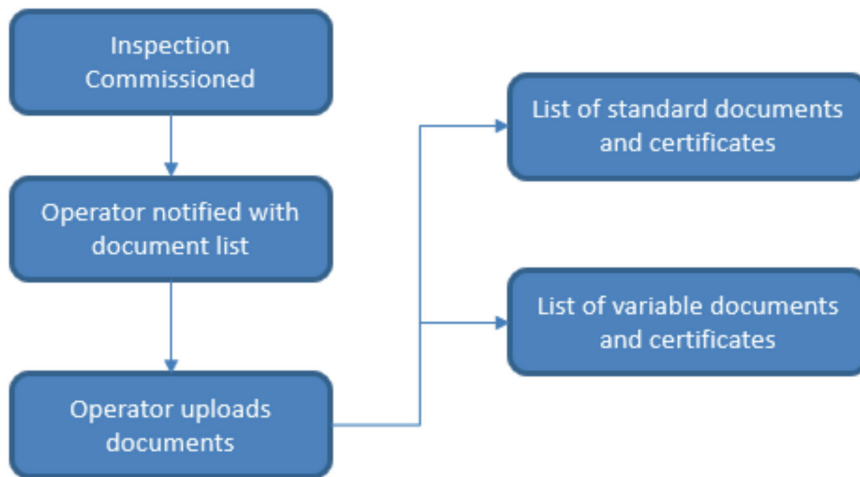 Inspection
Commissioned
Operator notified with
document list
Operator uploads
documents
List of standard documents
and certificates
List of variable documents
and certificates